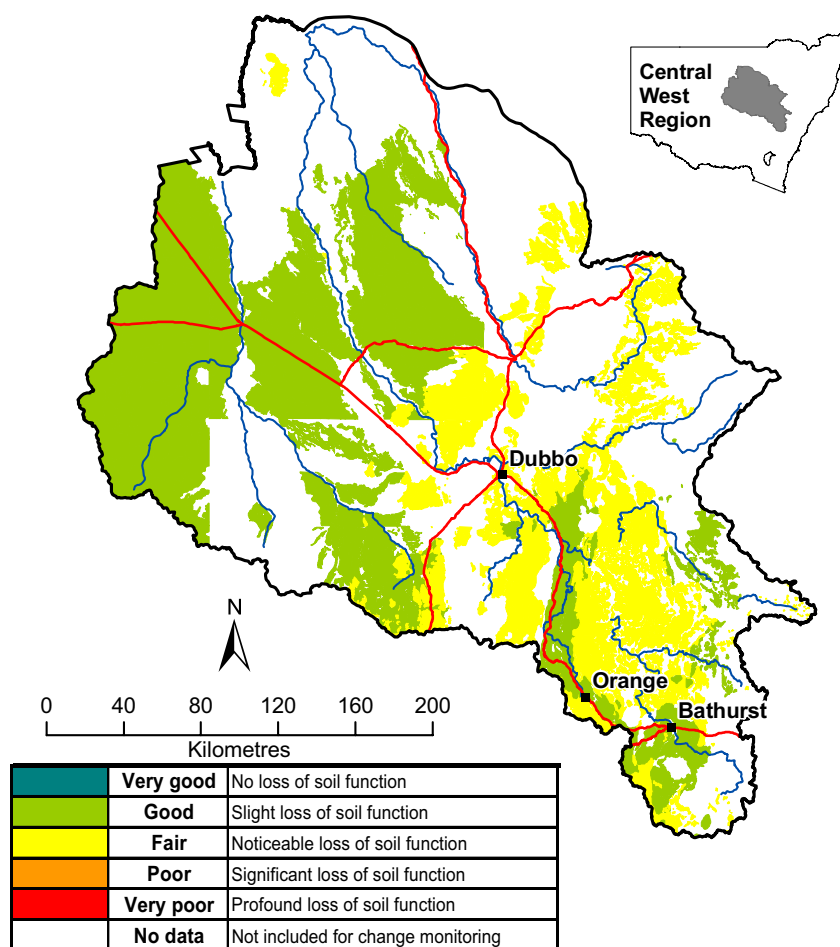 Central
West
Region
Dubbo
N
Orange
Bathurst
0 40 80 120 160 200
Kilometres
Very good No loss of soil function
Good Slight loss of soil function
Fair Noticeable loss of soil function
Poor Significant loss of soil function
Very poor Profound loss of soil function
No data Not included for change monitoring